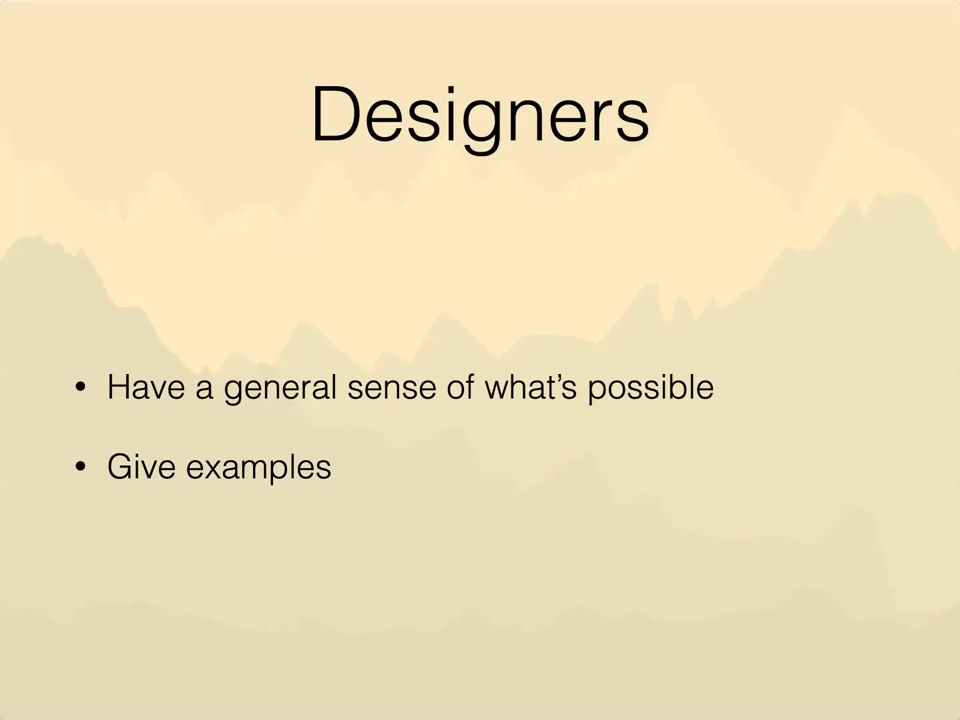 Designers
• Have a general sense of what’s possible
• Give examples